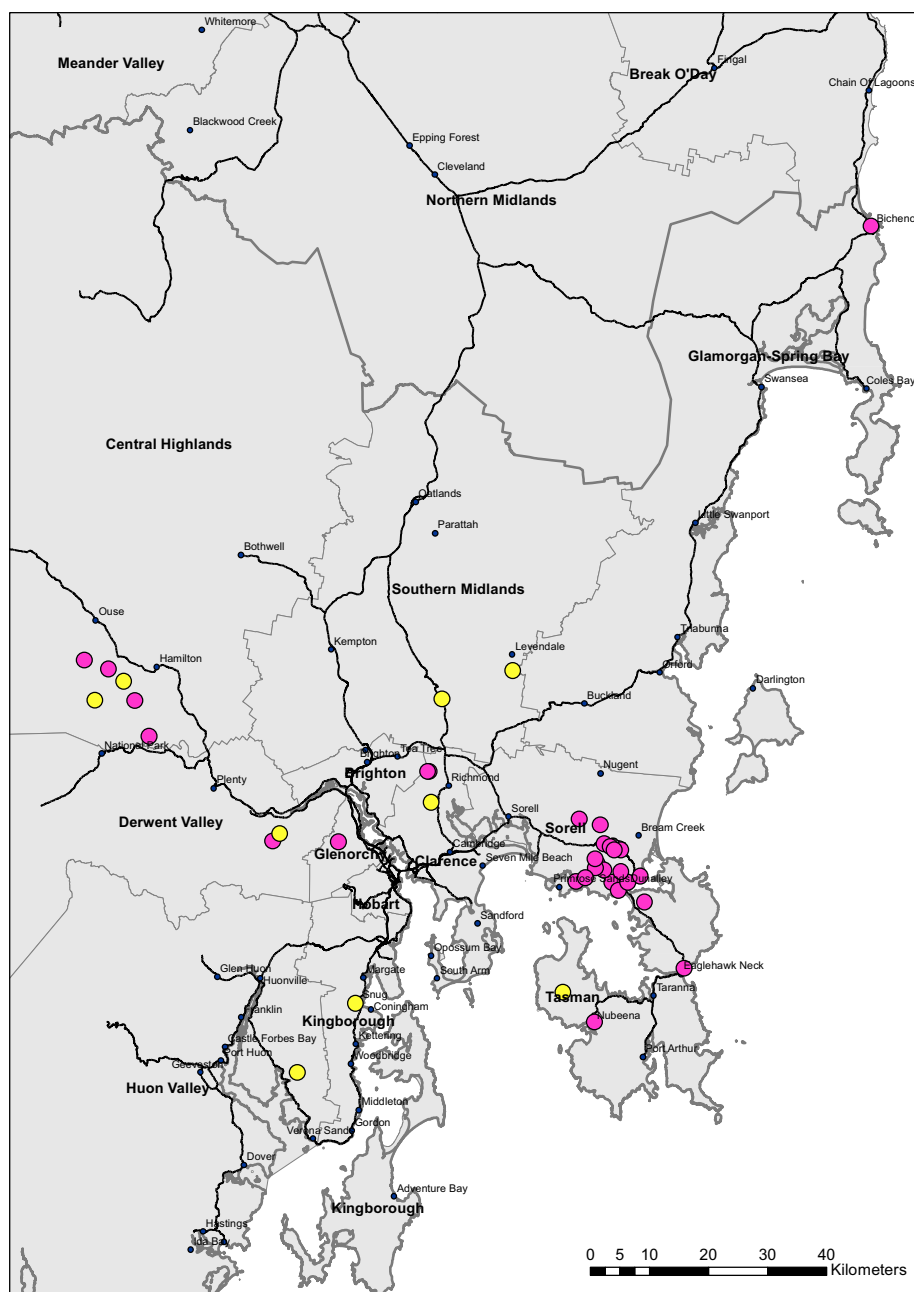 Whitemore
Meander Valley
Fingal
Break O'Day
Chain Of Lagoons
Blackwood Creek
Epping Forest
Cleveland
Northern Midlands
Bicheno
Glamorgan-Spring Bay
Swansea
Coles Bay
Central Highlands
Oatlands
Little Swanport
Parattah
Bothwell
Southern Midlands
Ouse
Triabunna
Kempton
Levendale
Hamilton
Orford
Darlington
Buckland
National Park
Brighton
Tea Tree
Brighton
Nugent
Plenty
Richmond
Sorell
Derwent Valley
Sorell
Bream Creek
Glenorchy
Cambridge
Clarence
Seven Mile Beach
Primrose Sands
Dunalley
Hobart
Sandford
Opossum Bay
Glen Huon
Huonville
Margate
South Arm
Eaglehawk Neck
Taranna
Snug
Tasman
Franklin
Coningham
Kingborough
Nubeena
Castle Forbes Bay
Kettering
Port Huon
Port Arthur
Geeveston
Woodbridge
Huon Valley
Middleton
Gordon
Verona Sands
Dover
Adventure Bay
Kingborough
Hastings
Ida Bay
0 5 10 20 30 40
Kilometers